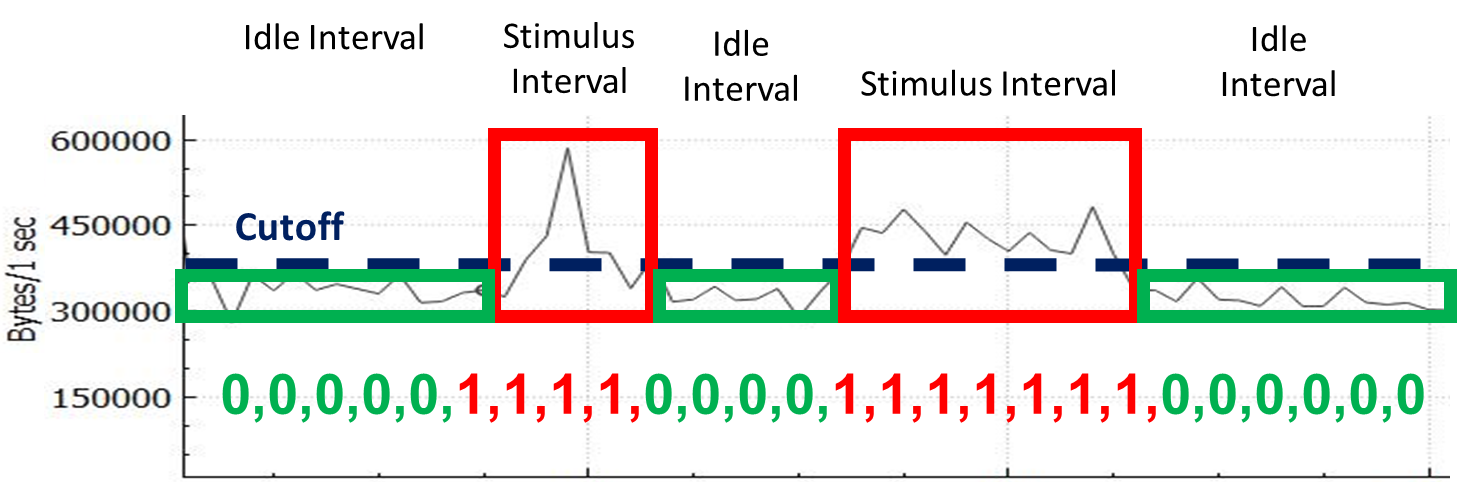 Idle Interval
Stimulus
Interval
Idle
Interval
Stimulus Interval
Idle
Interval
600000
450000
300000
150000
Bytes/1 sec
Cutoff
0,0,0,0,0,1,1,1,1,0,0,0,0,1,1,1,1,1,1,1,0,0,0,0,0,0